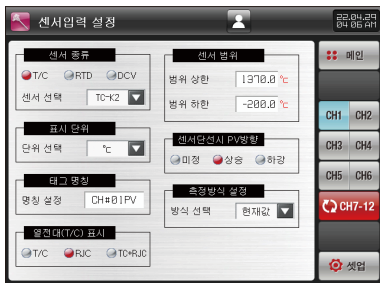 센서입력 설정
22.04.29
04:06 AM
센서 종류
T/C RTD DCV
센서 선택 TC-K2
표시 단위
단위 선택 ℃
태그 명칭
명칭 설정 CH#01PV
열전대(T/C) 표시
T/C RJC TC+RJC
센서 범위
범위 상한 1370.0 ℃
범위 하한 -200.0 ℃
센서단선시 PV방향
미정 상승 하강
측정방식 설정
방식 선택 현재값
메인
CH1 CH2
CH3 CH4
CH5 CH6
CH7-12
셋업